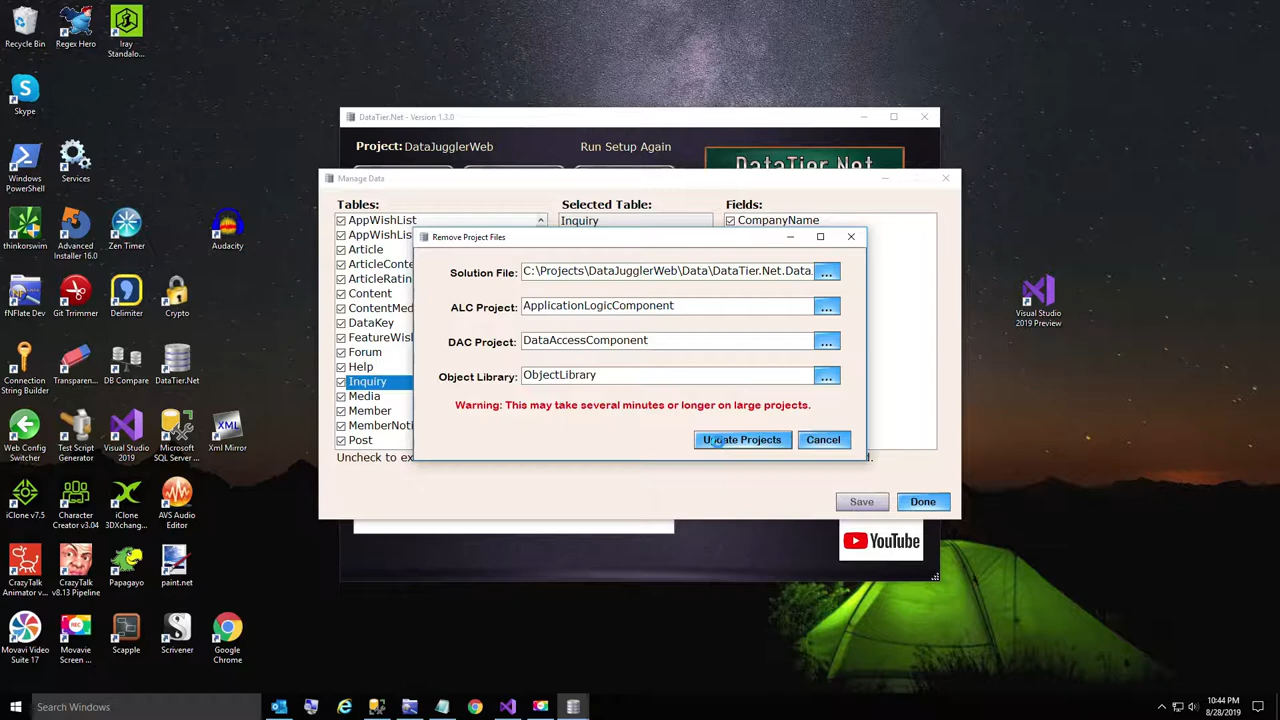 Recycle Bin
Regex Hero
Iray
Standalo...
Skype
Windows
PowerShell
Services
thinkorswim
Advanced
Installer 16.0
Zen Timer
Audacity
fNFlate Dev
Git Trimmer
Delimiter
Crypto
Connection
String Builder
Transparen...
DB Compare
DataTier.Net
Web Config
Switch
Test Script
Generator
Visual Studio
2019
Microsoft
SQL Server ...
Xml Mirror
iClone v7.5
Character
Creator v3.04
iClone
3DXchang...
AVS Audio
Editor
CrazyTalk
Animator v...
CrazyTalk
v8.13 Pipeline
Papagayo
paint.net
Movavi Video
Suite 17
Movavie
Screen ...
Scapple
Scrivener
Google
Chrome
Visual Studio
2019 Preview
DataTier.Net - Version 1.3.0
Project: DataJugglerWeb
Run Setup Again
DataTier.Net
Manage Data
Tables:
Selected Table:
Fields:
AppWishList
AppWishLis
Article
ArticleConte
ArticleRatin
Content
ContentMed
DataKey
FeatureWish
Forum
Help
Inquiry
Media
Member
MemberNoti
Post
Inquiry
CompanyName
Uncheck to ex
d.
Save
Done
Remove Project Files
Solution File: C:\Projects\DataJugglerWeb\Data\DataTier.Net.Data. ...
ALC Project: ApplicationLogicComponent ...
DAC Project: DataAccessComponent ...
Object Library: ObjectLibrary ...
Warning: This may take several minutes or longer on large projects.
Update Projects
Cancel
YouTube
Search Windows
10:44 PM
8/28/2019